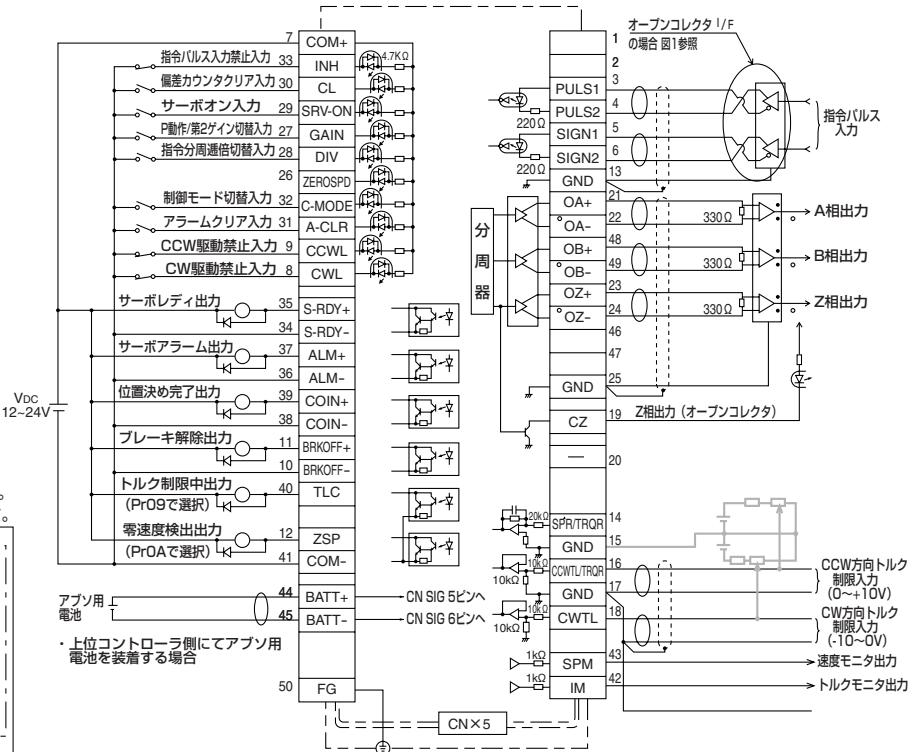 7 COM+
指令パルス入力禁止入力 33 INH 4.7KΩ
偏差カウンタクリア入力 30 CL
サーボオン入力 29 SRV-ON
P動作/第2ゲイン切替入力 27 GAIN
指令分周逓倍切替入力 28 DIV
26 ZEROSPD
制御モード切替入力 32 C-MODE
アラームクリア入力 31 A-CLR
CCW駆動禁止入力 9 CCWL
CW駆動禁止入力 8 CWL
サーボレディ出力 35 S-RDY+
34 S-RDY-
サーボアラーム出力 37 ALM+
36 ALM-
位置決め完了出力 39 COIN+
38 COIN-
ブレーキ解除出力 11 BRKOFF+
10 BRKOFF-
トルク制限中出力 40 TLC
(Pr09で選択)
零速度検出出力 12 ZSP
(Pr0Aで選択)
41 COM-
VDC
12~24V
アブソ用
電池
44 BATT+ CN SIG 5ピンへ
45 BATT- CN SIG 6ピンへ
・上位コントローラ側にてアブソ用
電池を装着する場合
50 FG
CN×5
オープンコレクタ I/F
の場合 図1参照
1
2
PULS1 3
PULS2 4
220Ω
SIGN1 5
SIGN2 6
220Ω
GND 13
指令パルス
入力
分周器
OA+ 21
OA- 22 330Ω A相出力
OB+ 48
OB- 49 330Ω B相出力
OZ+ 23
OZ- 24 330Ω Z相出力
46
47
GND 25
CZ 19 Z相出力(オープンコレクタ)
— 20
20kΩ SPR/TRQR 14
GND 15
10kΩ CCWTL/TRQR 16
10kΩ
GND 17
10kΩ CWTL 18
10kΩ
CCW方向トルク
制限入力
(0~+10V)
CW方向トルク
制限入力
(-10~0V)
1kΩ SPM 43 速度モニタ出力
1kΩ IM 42 トルクモニタ出力
。
。